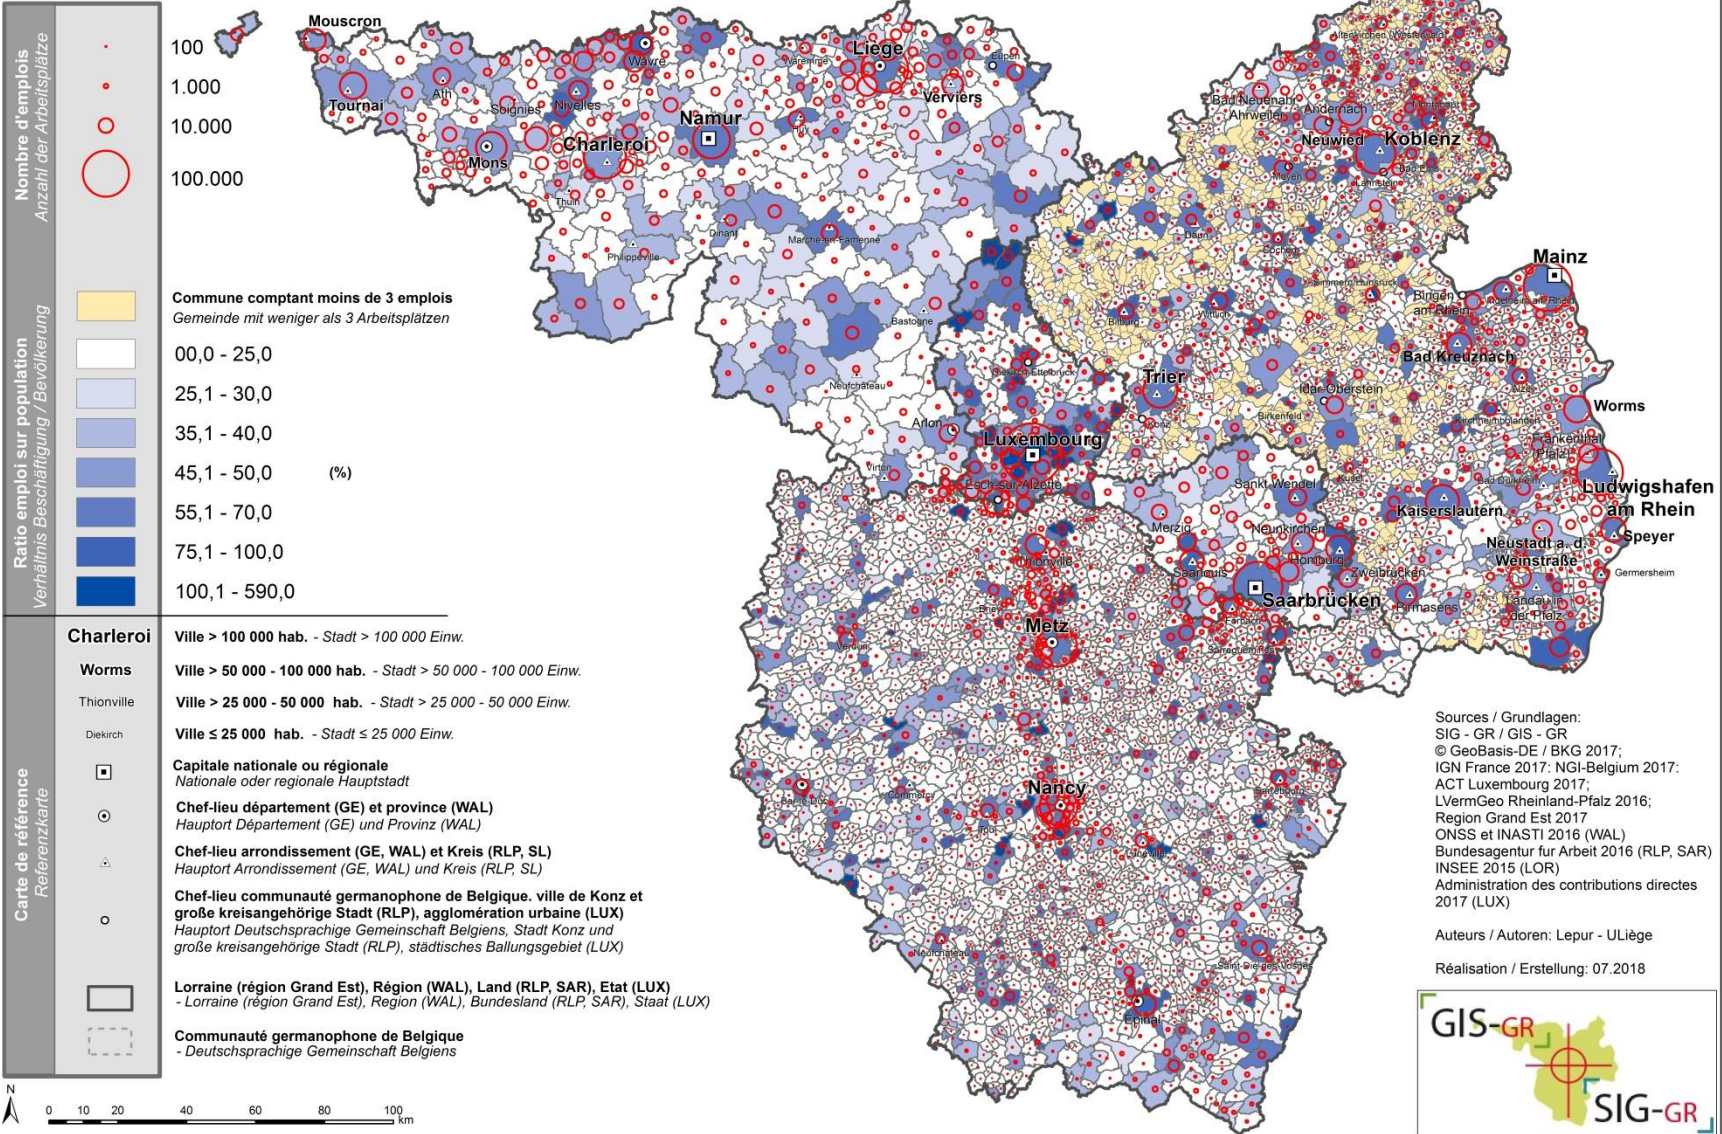 Nombre d'emplois
Anzahl der Arbeitsplätze
100
1.000
10.000
100.000
Ratio emploi sur population
Verhältnis Beschäftigung / Bevölkerung
Commune comptant moins de 3 emplois
Gemeinde mit weniger als 3 Arbeitsplätzen
00,0 - 25,0
25,1 - 30,0
35,1 - 40,0
45,1 - 50,0 (%)
55,1 - 70,0
75,1 - 100,0
100,1 - 590,0
Carte de référence
Referenzkarte
Charleroi Ville > 100 000 hab. - Stadt > 100 000 Einw.
Worms Ville > 50 000 - 100 000 hab. - Stadt > 50 000 - 100 000 Einw.
Thionville Ville > 25 000 - 50 000 hab. - Stadt > 25 000 - 50 000 Einw.
Diekirch Ville ≤ 25 000 hab. - Stadt ≤ 25 000 Einw.
Capitale nationale ou régionale
Nationale oder regionale Hauptstadt
Chef-lieu département (GE) et province (WAL)
Hauptort Département (GE) und Provinz (WAL)
Chef-lieu arrondissement (GE, WAL) et Kreis (RLP, SL)
Hauptort Arrondissement (GE, WAL) und Kreis (RLP, SL)
Chef-lieu communauté germanophone de Belgique. ville de Konz et
große kreisangehörige Stadt (RLP), agglomération urbaine (LUX)
Hauptort Deutschsprachige Gemeinschaft Belgiens, Stadt Konz und
große kreisangehörige Stadt (RLP), städtisches Ballungsgebiet (LUX)
Lorraine (région Grand Est), Région (WAL), Land (RLP, SAR), Etat (LUX)
- Lorraine (région Grand Est), Region (WAL), Bundesland (RLP, SAR), Staat (LUX)
Communauté germanophone de Belgique
- Deutschsprachige Gemeinschaft Belgiens
N
0 10 20 40 60 80 100
km
Mouscron
Tournai
Ath
Soignies
Mons
Nivelles
Wavre
Charleroi
Thuin
Namur
Waremme
Liège
Huy
Verviers
Eupen
Dinant
Philippeville
Marche-en-Famenne
Bastogne
Neufchâteau
Arlon
Virton
Diekirch-Ettelbruck
Luxembourg
Esch-sur-Alzette
Altenkirchen (Westerwald)
Bad Neuenahr-
Ahrweiler
Andernach
Montabaur
Neuwied
Koblenz
Mayen
Lahnstein
Bad Ems
Daun
Cochem
Simmern/Hunsrück
Bitburg
Wittlich
Mainz
Bingen
am Rhein
Ingelheim am Rhein
Bad Kreuznach
Alzey
Trier
Konz
Idar-Oberstein
Birkenfeld
Kirchheimbolanden
Worms
Frankenthal
(Pfalz)
Kusel
Bad Dürkheim
Ludwigshafen
am Rhein
Kaiserslautern
Neustadt a. d.
Weinstraße
Speyer
Germersheim
Landau in
der Pfalz
Pirmasens
Zweibrücken
Sankt Wendel
Merzig
Neunkirchen
Homburg
Saarlouis
Saarbrücken
Thionville
Briey
Metz
Verdun
Forbach
Sarreguemines
Bar-le-Duc
Commercy
Toul
Nancy
Lunéville
Sarrebourg
Neufchâteau
Saint-Dié-des-Vosges
Épinal
Sources / Grundlagen:
SIG - GR / GIS - GR
© GeoBasis-DE / BKG 2017;
IGN France 2017: NGI-Belgium 2017:
ACT Luxembourg 2017;
LVermGeo Rheinland-Pfalz 2016;
Region Grand Est 2017
ONSS et INASTI 2016 (WAL)
Bundesagentur fur Arbeit 2016 (RLP, SAR)
INSEE 2015 (LOR)
Administration des contributions directes
2017 (LUX)
Auteurs / Autoren: Lepur - ULiège
Réalisation / Erstellung: 07.2018
GIS-GR
SIG-GR